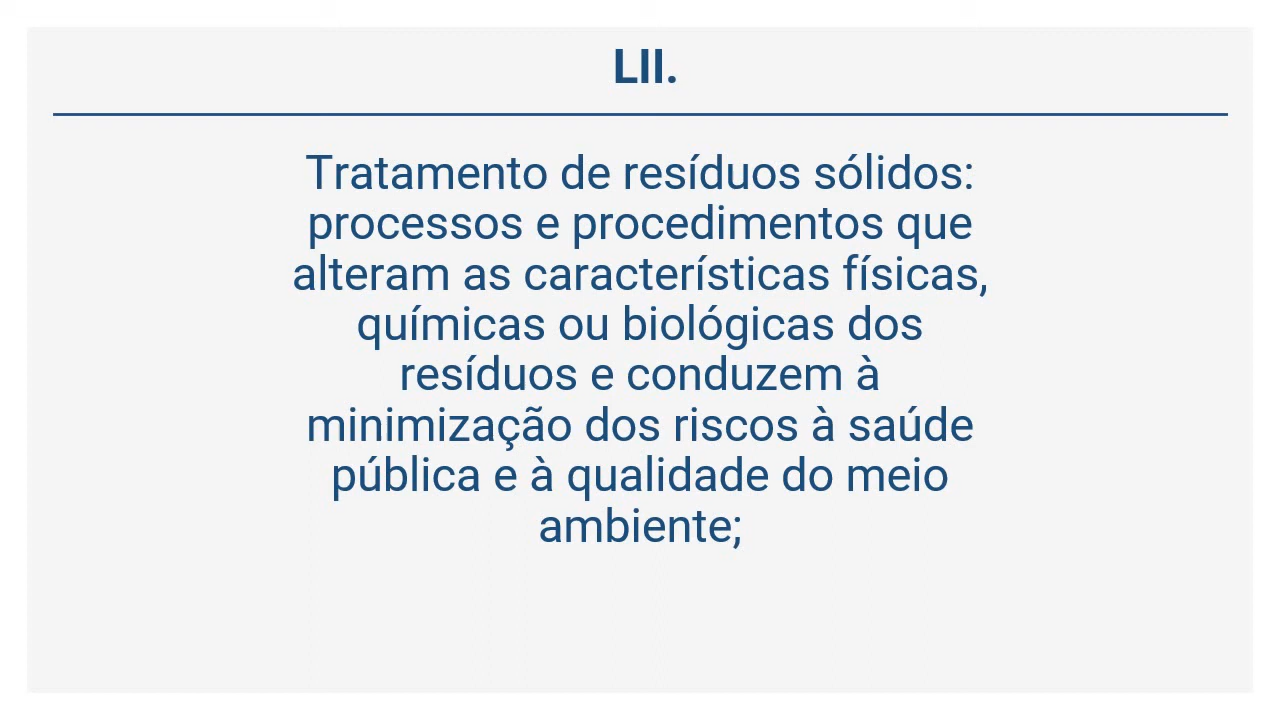 LII.
Tratamento de resíduos sólidos:
processos e procedimentos que
alteram as características físicas,
químicas ou biológicas dos
resíduos e conduzem à
minimização dos riscos à saúde
pública e à qualidade do meio
ambiente;